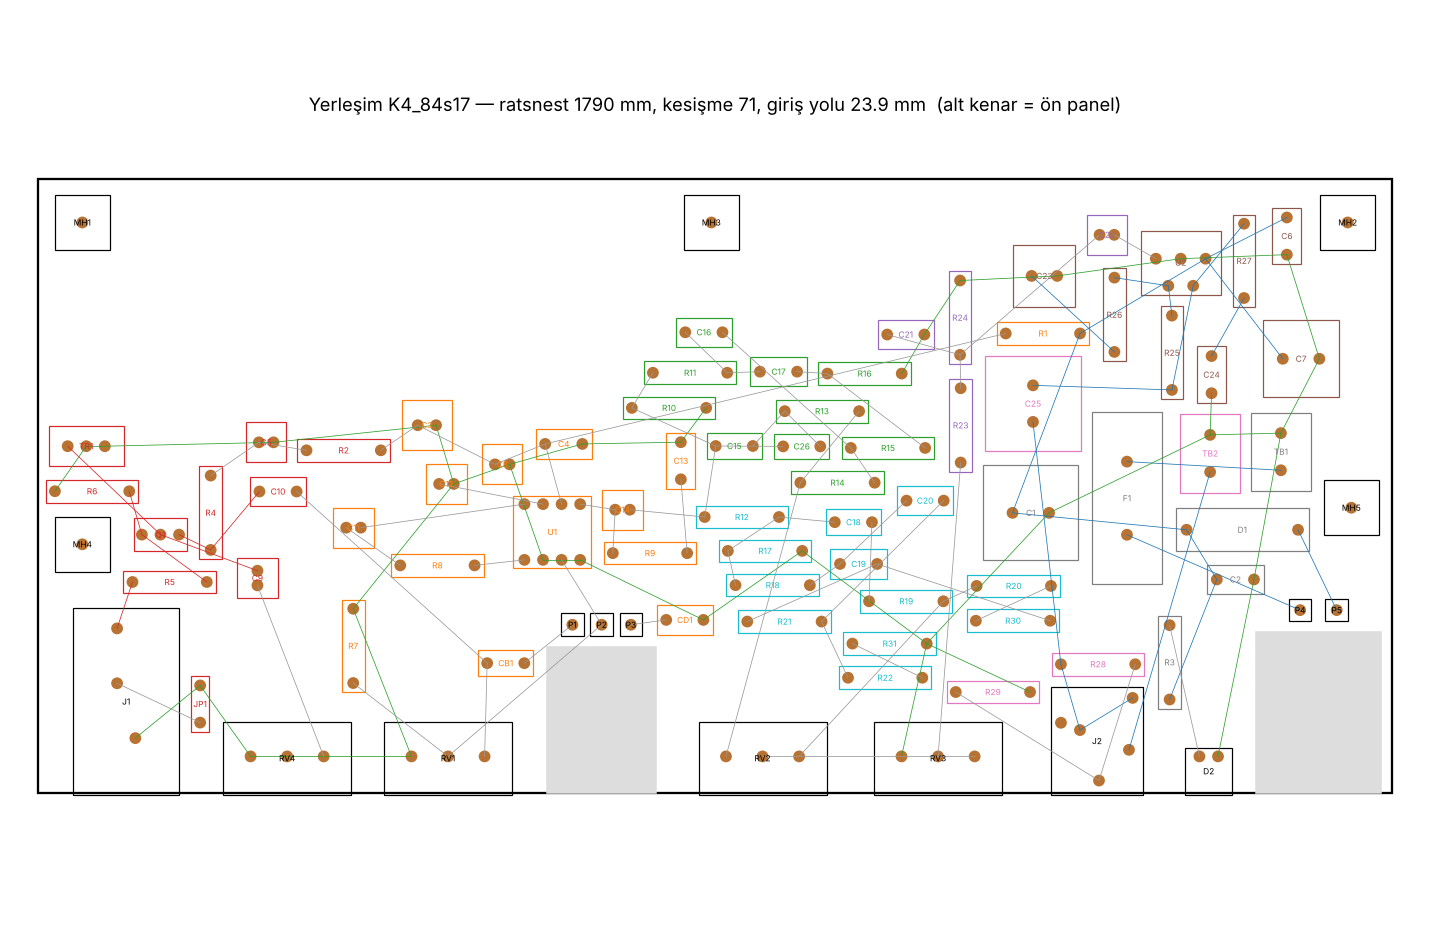 Yerleşim K4_84s17 — ratsnest 1790 mm, kesişme 71, giriş yolu 23.9 mm  (alt kenar = ön panel)
MH1
MH3
MH2
C6
R27
R24
R26
C16
C21
R1
R25
C7
R11
C17
R16
C24
C25
R10
R13
R23
C4
C15
C26
R15
TB2
TB1
R2
C13
R6
C10
R14
F1
R4
C20
MH5
R12
C18
C1
D1
U1
MH4
R9
R17
R8
C19
R5
R18
R20
C2
R19
CD1
R21
R30
P1
P2
P3
P4
P5
R7
R31
CB1
R28
R3
R22
R29
J1
JP1
J2
RV4
RV1
RV2
RV3
D2